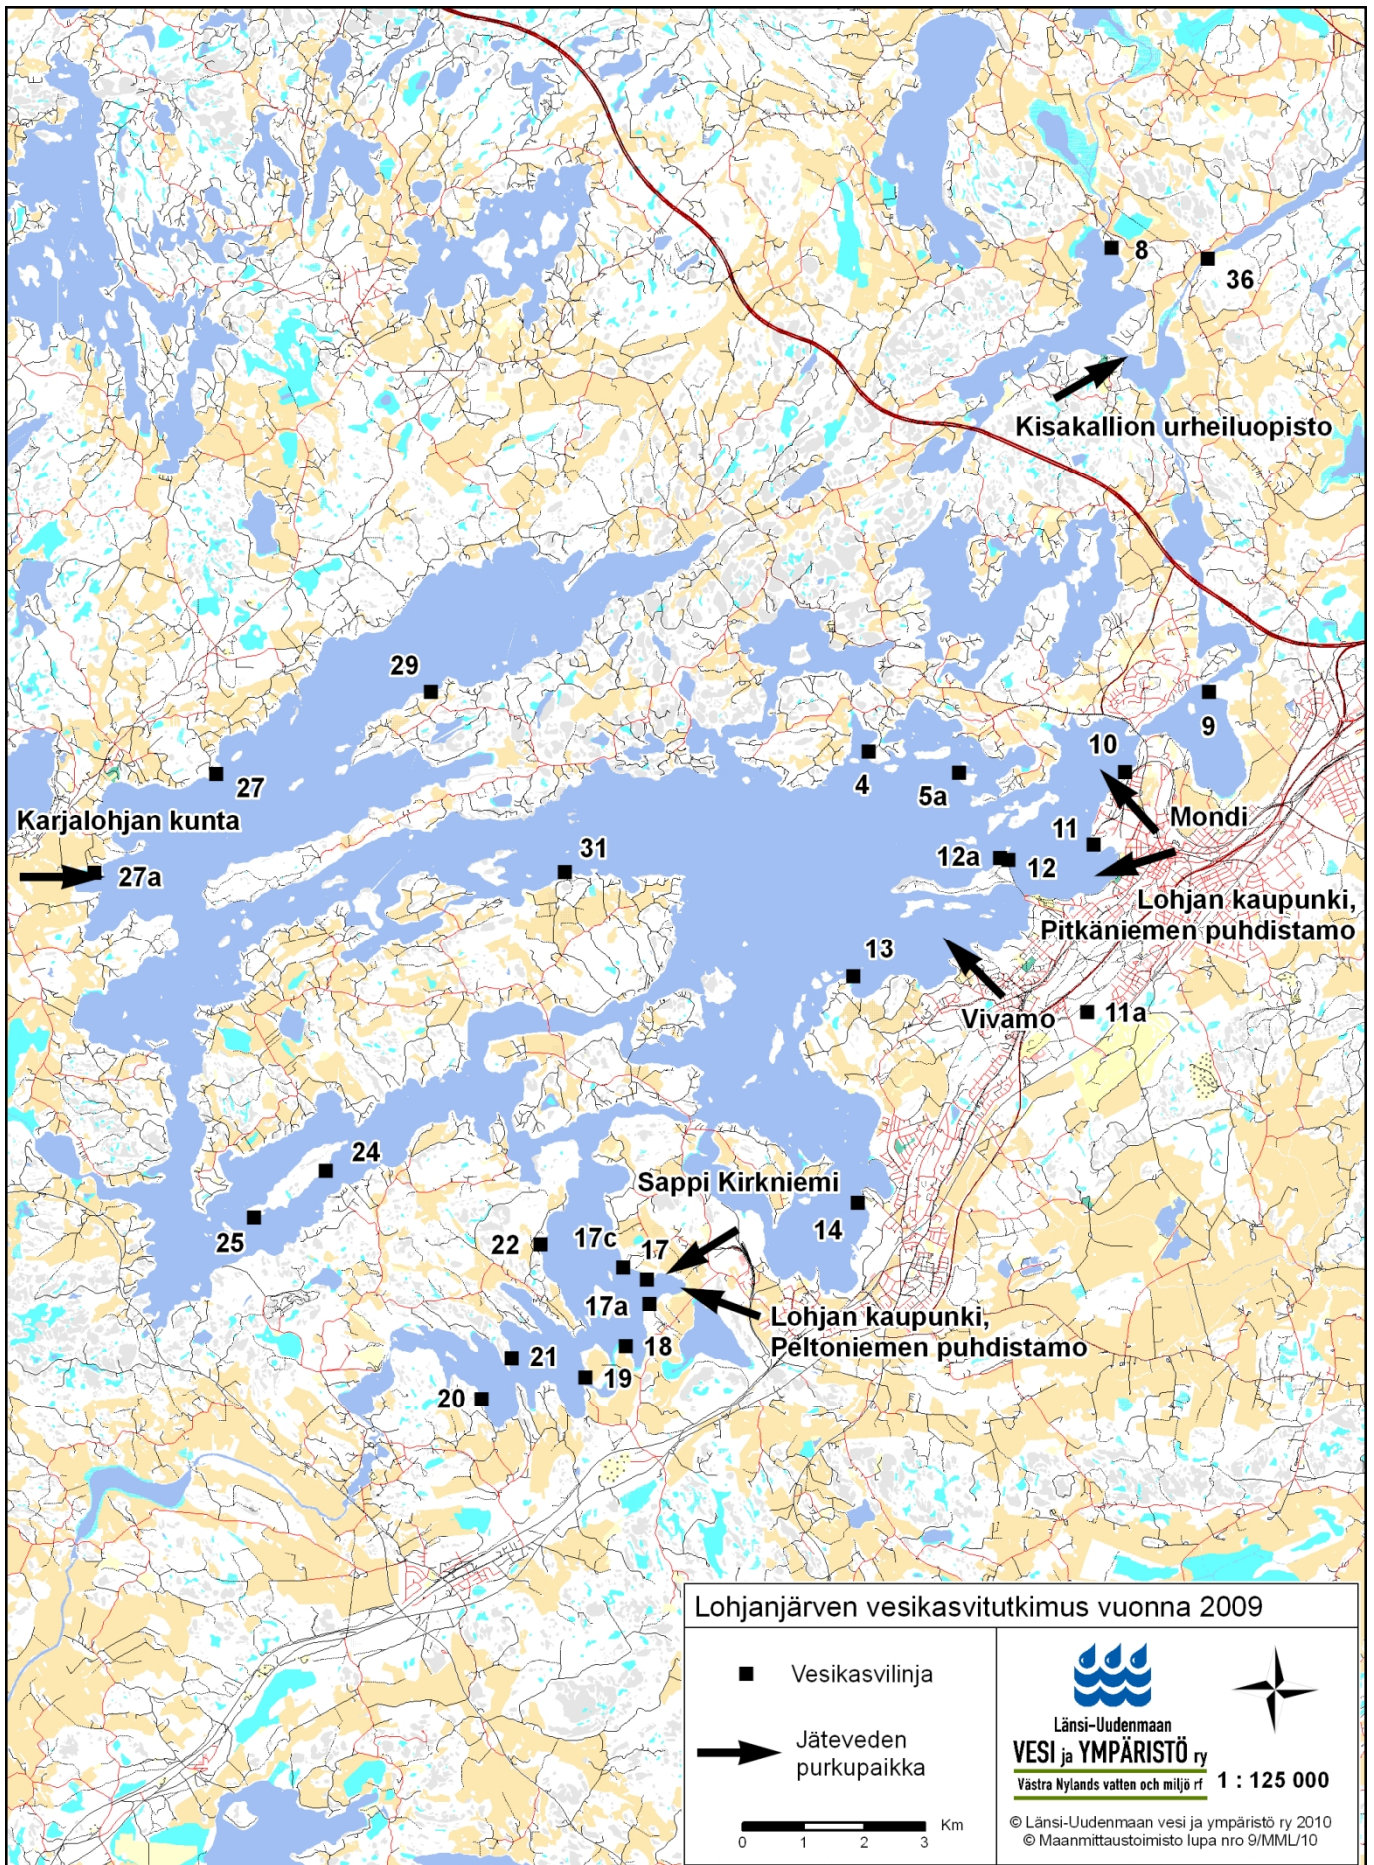 8
36
Kisakallion urheiluopisto
29
9
4
10
27
5a
Karjalohjan kunta
Mondi
11
31
12a
12
27a
Lohjan kaupunki,
Pitkäniemen puhdistamo
13
11a
Vivamo
24
Sappi Kirkniemi
14
25
22
17c
17
17a
Lohjan kaupunki,
Peltoniemen puhdistamo
18
21
19
20
Lohjanjärven vesikasvitutkimus vuonna 2009
Vesikasvilinja
Jäteveden
purkupaikka
Km
0 1 2 3
Länsi-Uudenmaan
VESI ja YMPÄRISTÖ ry
Västra Nylands vatten och miljö rf
1 : 125 000
© Länsi-Uudenmaan vesi ja ympäristö ry 2010
© Maanmittaustoimisto lupa nro 9/MML/10